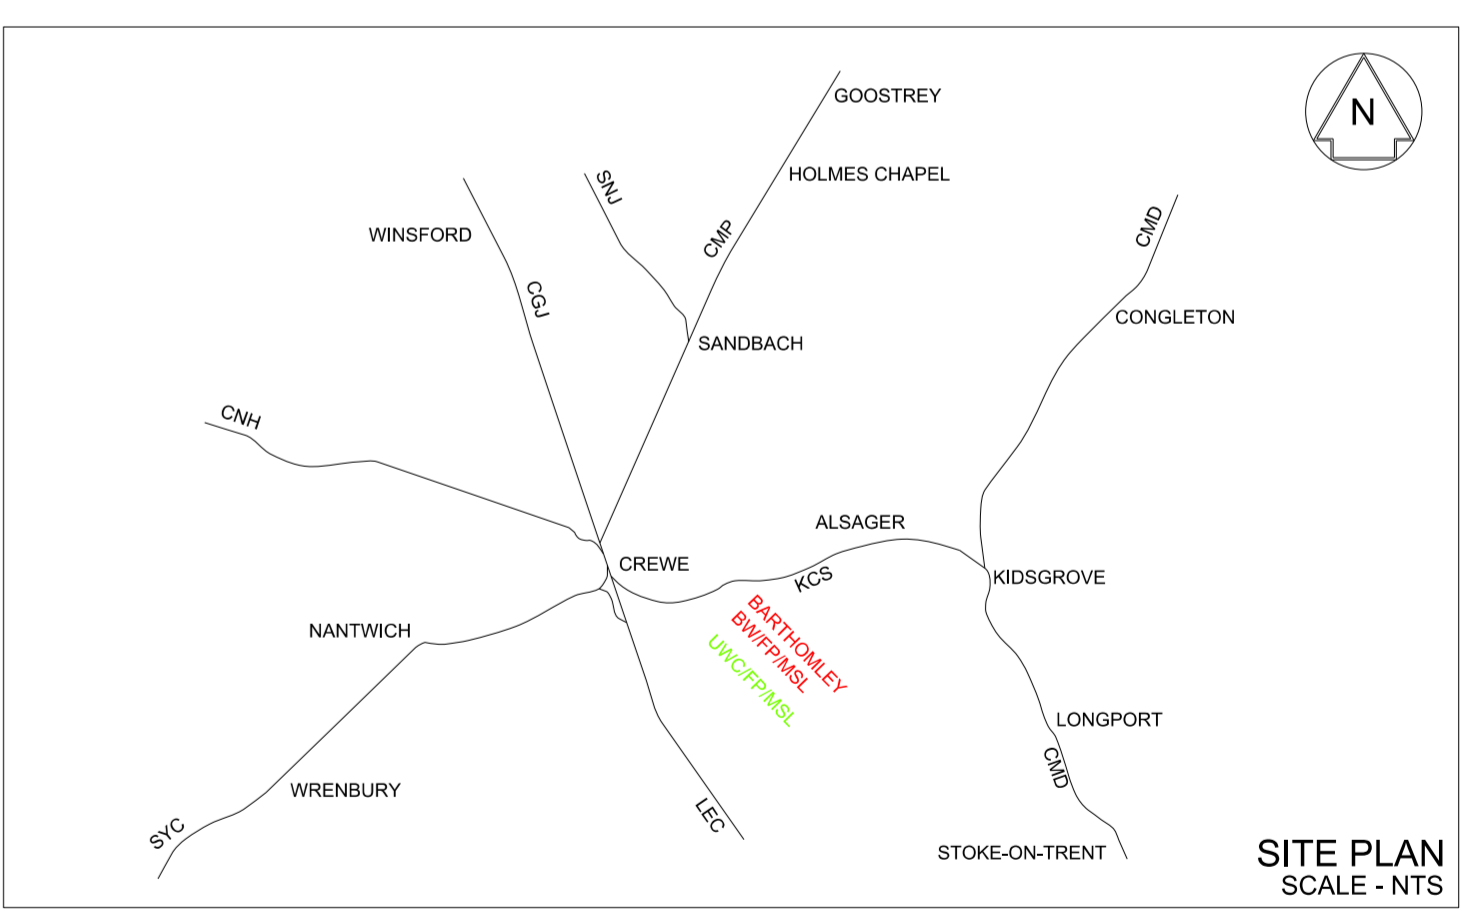 GOOSTREY
N
HOLMES CHAPEL
SNJ
WINSFORD
CMP
CMD
CGJ
CONGLETON
SANDBACH
CNH
ALSAGER
CREWE
KCS
KIDSGROVE
BARTHOMLEY
BW/FP/MSL
UWC/FP/MSL
NANTWICH
LONGPORT
CMD
WRENBURY
LEC
SYC
STOKE-ON-TRENT
SITE PLAN
SCALE - NTS